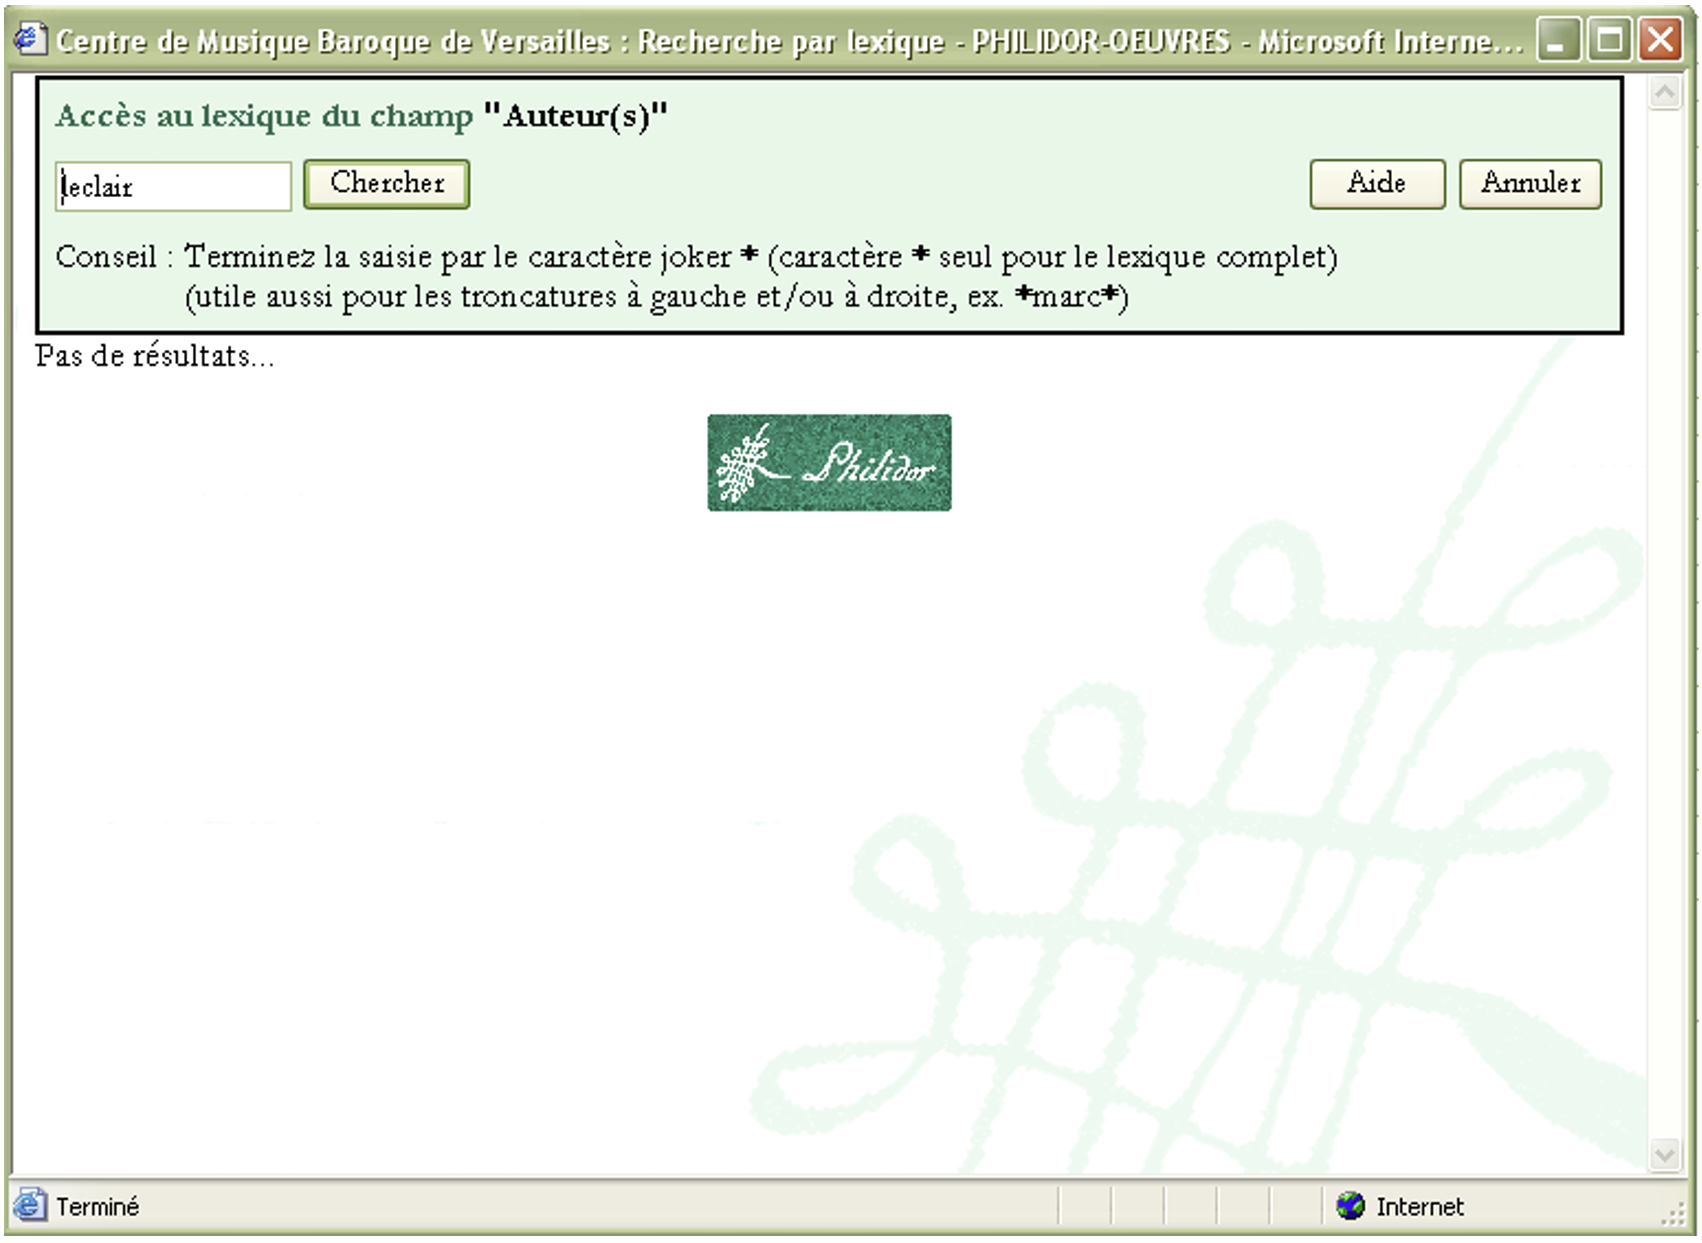 Centre de Musique Baroque de Versailles : Recherche par lexique - PHILIDOR-OEUVRES - Microsoft Interne...
Accès au lexique du champ "Auteur(s)"
leclair Chercher Aide Annuler
Conseil : Terminez la saisie par le caractère joker * (caractère * seul pour le lexique complet)
(utile aussi pour les troncatures à gauche et/ou à droite, ex. *marc*)
Pas de résultats...
Philidor
Terminé Internet